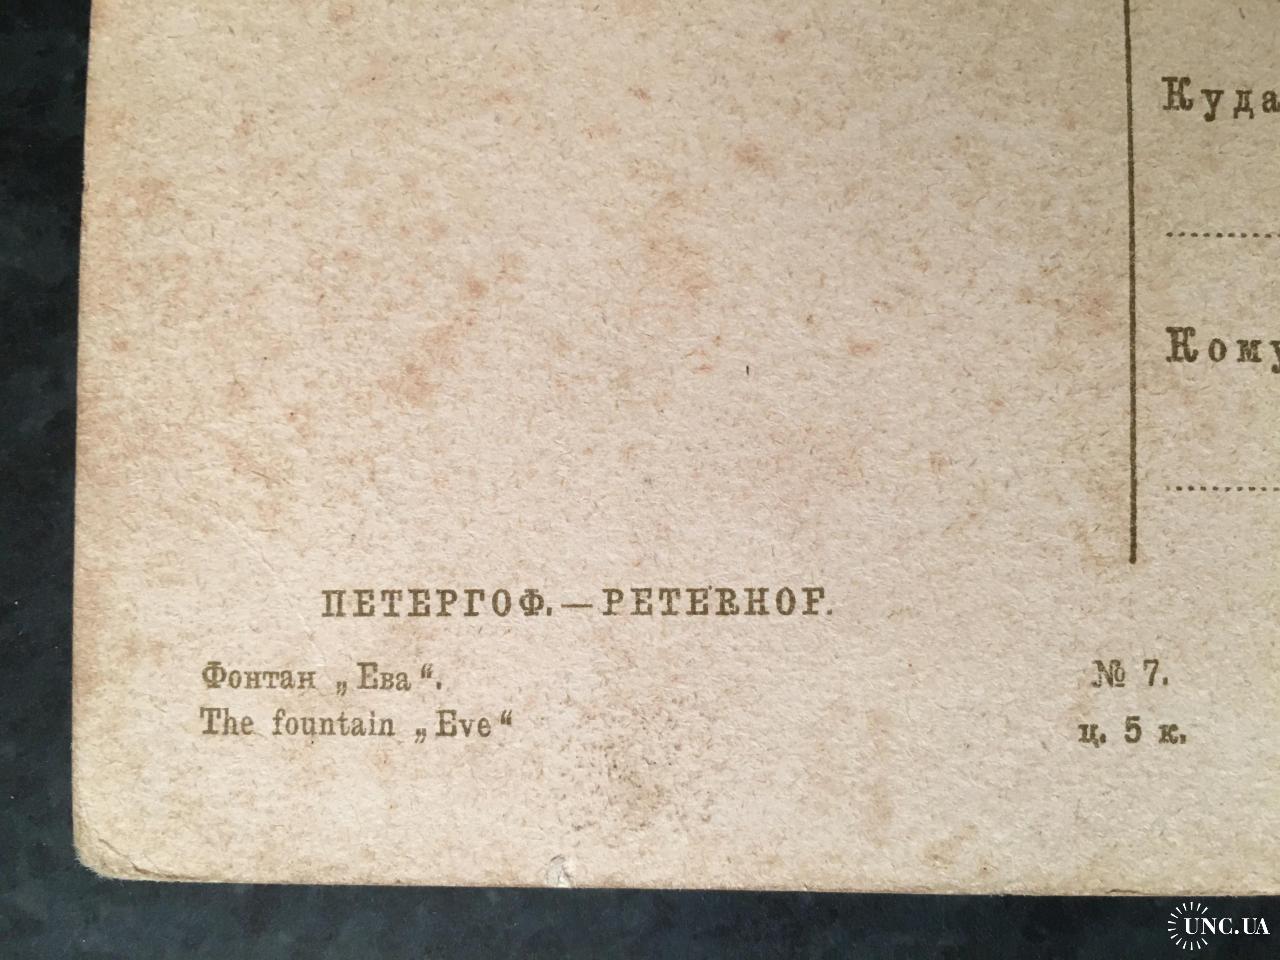 Куда
Кому
ПЕТЕРГОФ.—PETERHOF.
Фонтан „Ева“.
The fountain „Eve“
№ 7.
ц. 5 к.
UNC.UA